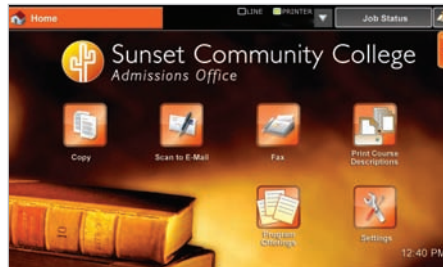 Home
LINE PRINTER
Job Status
Sunset Community College
Admissions Office
Copy
Scan to E-Mail
Fax
Print Course
Descriptions
Program
Offerings
Settings
12:40 PM